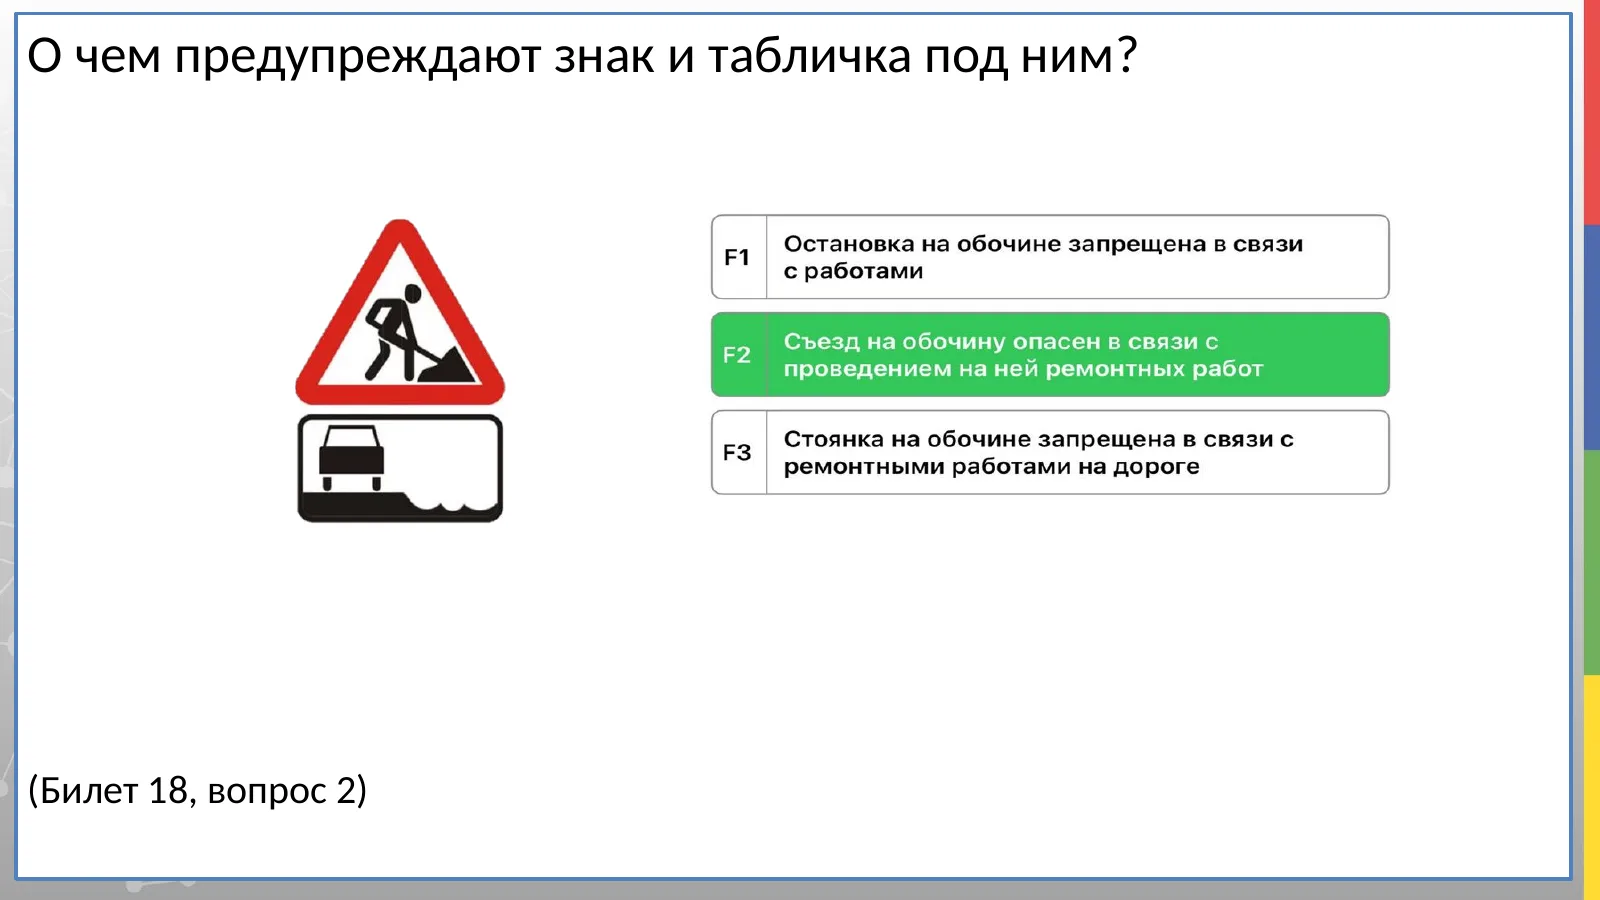 О чем предупреждают знак и табличка под ним?
F1
Остановка на обочине запрещена в связи
с работами
F2
Съезд на обочину опасен в связи с
проведением на ней ремонтных работ
F3
Стоянка на обочине запрещена в связи с
ремонтными работами на дороге
(Билет 18, вопрос 2)